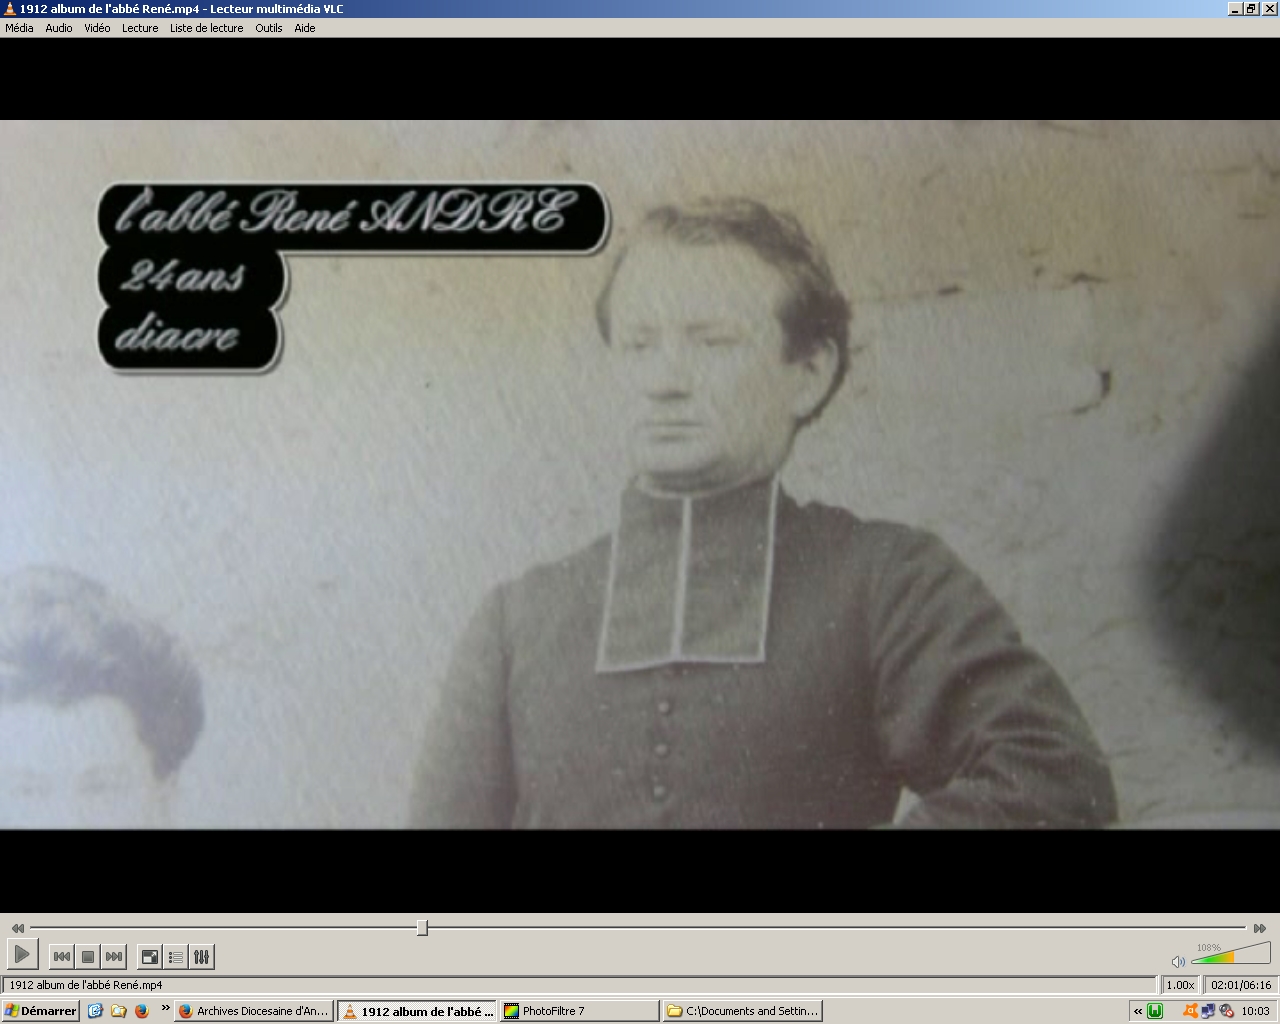 1912 album de l'abbé René.mp4 - Lecteur multimédia VLC
Média Audio Vidéo Lecture Liste de lecture Outils Aide
l'abbé René ANDRE
24 ans
diacre
108%
1912 album de l'abbé René.mp4 1.00x 02:01/06:16
Démarrer » Archives Diocesaine d'An... 1912 album de l'abbé ... PhotoFiltre 7 C:\Documents and Settin... « 10:03